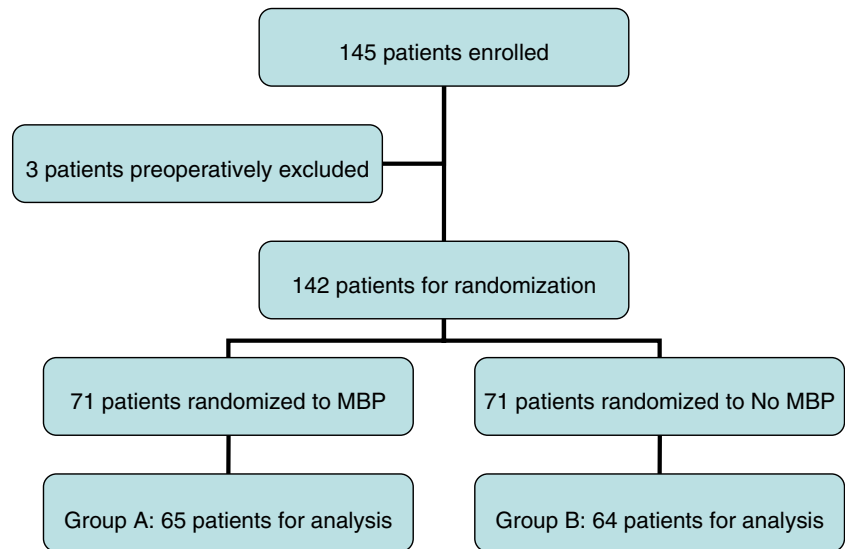 145 patients enrolled
3 patients preoperatively excluded
142 patients for randomization
71 patients randomized to MBP
71 patients randomized to No MBP
Group A: 65 patients for analysis
Group B: 64 patients for analysis